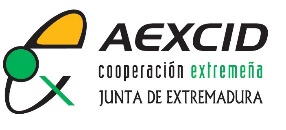 AEXCID
cooperación extremeña
JUNTA DE EXTREMADURA